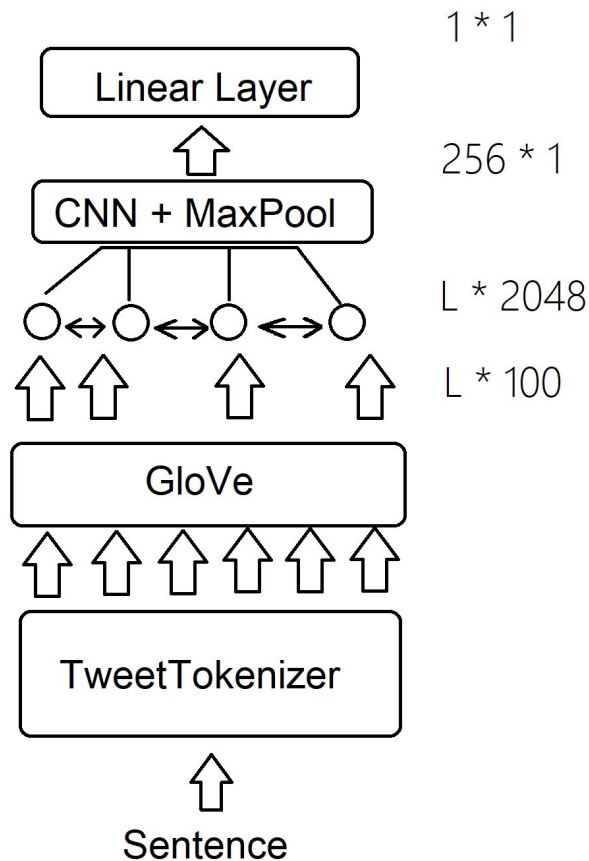 1 * 1
Linear Layer
256 * 1
CNN + MaxPool
L * 2048
L * 100
GloVe
TweetTokenizer
Sentence